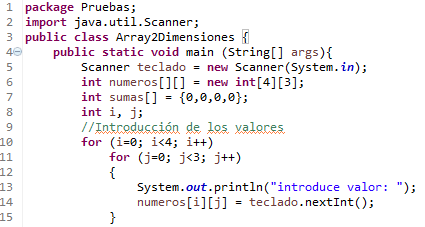 1 package Pruebas;
2 import java.util.Scanner;
3 public class Array2Dimensiones {
4 public static void main (String[] args){
5 Scanner teclado = new Scanner(System.in);
6 int numeros[][] = new int[4][3];
7 int sumas[] = {0,0,0,0};
8 int i, j;
9 //Introducción de los valores
10 for (i=0; i<4; i++)
11 for (j=0; j<3; j++)
12 {
13 System.out.println("introduce valor: ");
14 numeros[i][j] = teclado.nextInt();
15 }